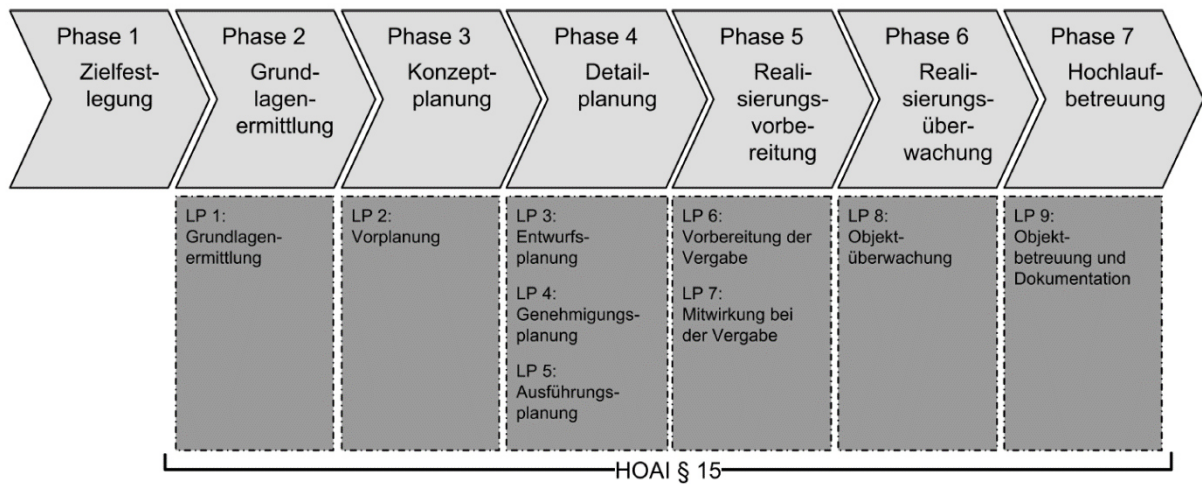 Phase 1
Zielfest-
legung
Phase 2
Grund-
lagen-
ermittlung
Phase 3
Konzept-
planung
Phase 4
Detail-
planung
Phase 5
Reali-
sierungs-
vorbe-
reitung
Phase 6
Reali-
sierungs-
über-
wachung
Phase 7
Hochlauf-
betreuung
LP 1:
Grundlagen-
ermittlung
LP 2:
Vorplanung
LP 3:
Entwurfs-
planung
LP 4:
Genehmigungs-
planung
LP 5:
Ausführungs-
planung
LP 6:
Vorbereitung der
Vergabe
LP 7:
Mitwirkung bei
der Vergabe
LP 8:
Objekt-
überwachung
LP 9:
Objekt-
betreuung und
Dokumentation
HOAI § 15